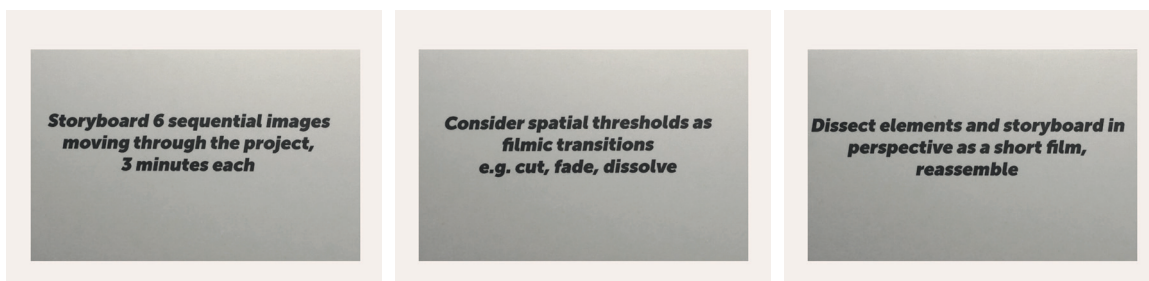 Storyboard 6 sequential images
moving through the project,
3 minutes each
Consider spatial thresholds as
filmic transitions
e.g. cut, fade, dissolve
Dissect elements and storyboard in
perspective as a short film,
reassemble